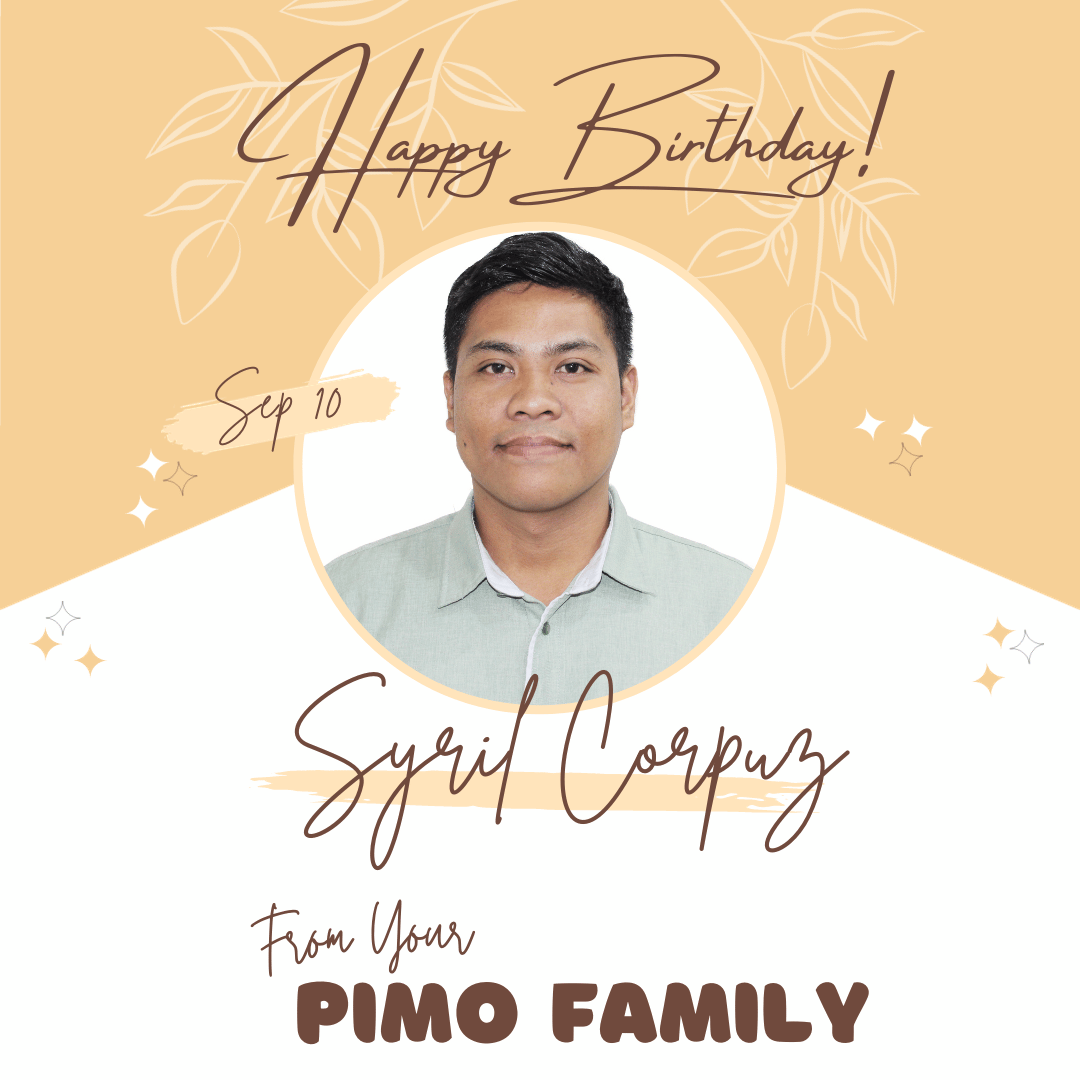 Happy Birthday!
Sep 10
Syril Corpuz
From Your
PIMO FAMILY